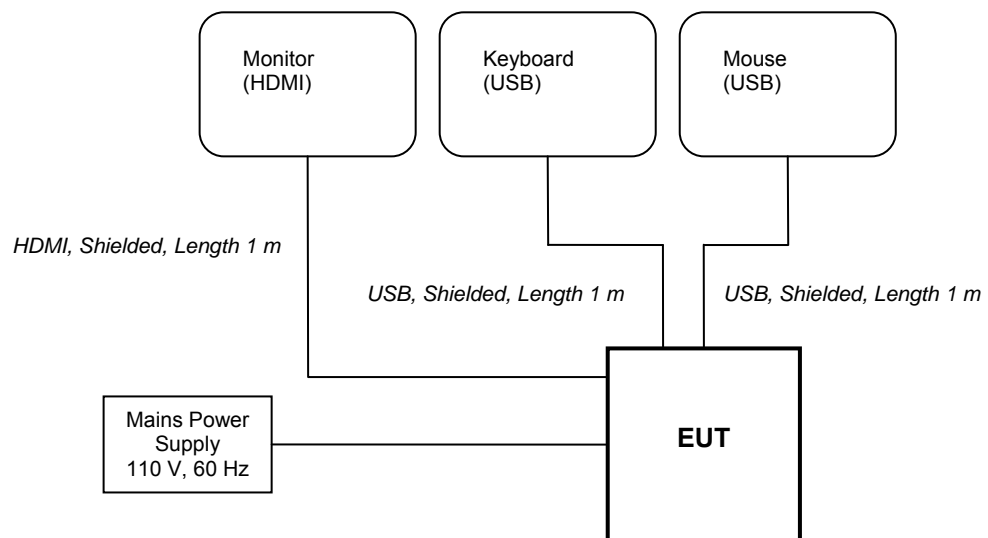 Monitor
(HDMI)
Keyboard
(USB)
Mouse
(USB)
HDMI, Shielded, Length 1 m
USB, Shielded, Length 1 m
USB, Shielded, Length 1 m
Mains Power
Supply
110 V, 60 Hz
EUT